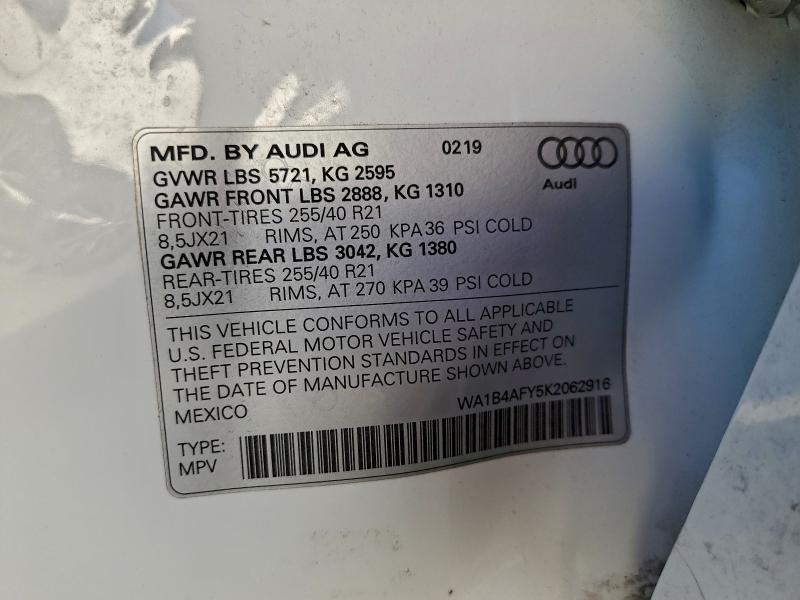 MFD. BY AUDI AG 0219
Audi
GVWR LBS 5721, KG 2595
GAWR FRONT LBS 2888, KG 1310
FRONT-TIRES 255/40 R21
8,5JX21 RIMS, AT 250 KPA 36 PSI COLD
GAWR REAR LBS 3042, KG 1380
REAR-TIRES 255/40 R21
8,5JX21 RIMS, AT 270 KPA 39 PSI COLD
THIS VEHICLE CONFORMS TO ALL APPLICABLE
U.S. FEDERAL MOTOR VEHICLE SAFETY AND
THEFT PREVENTION STANDARDS IN EFFECT ON
THE DATE OF MANUFACTURE SHOWN ABOVE.
MEXICO WA1B4AFY5K2062916
TYPE:
MPV